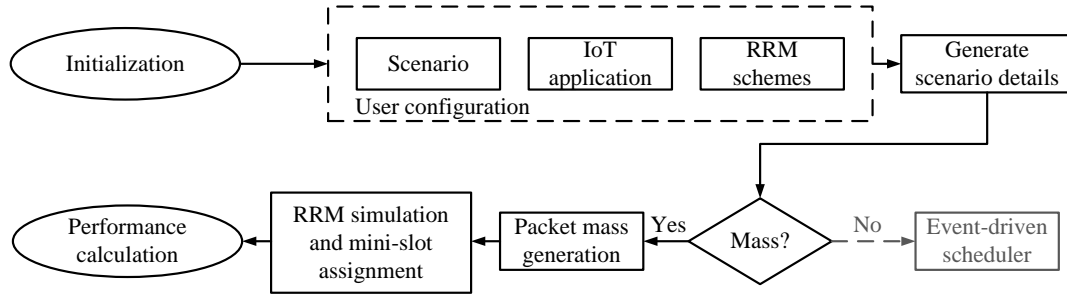 Initialization
Scenario
IoT
application
RRM
schemes
User configuration
Generate
scenario details
Performance
calculation
RRM simulation
and mini-slot
assignment
Packet mass
generation
Yes
Mass?
No
Event-driven
scheduler